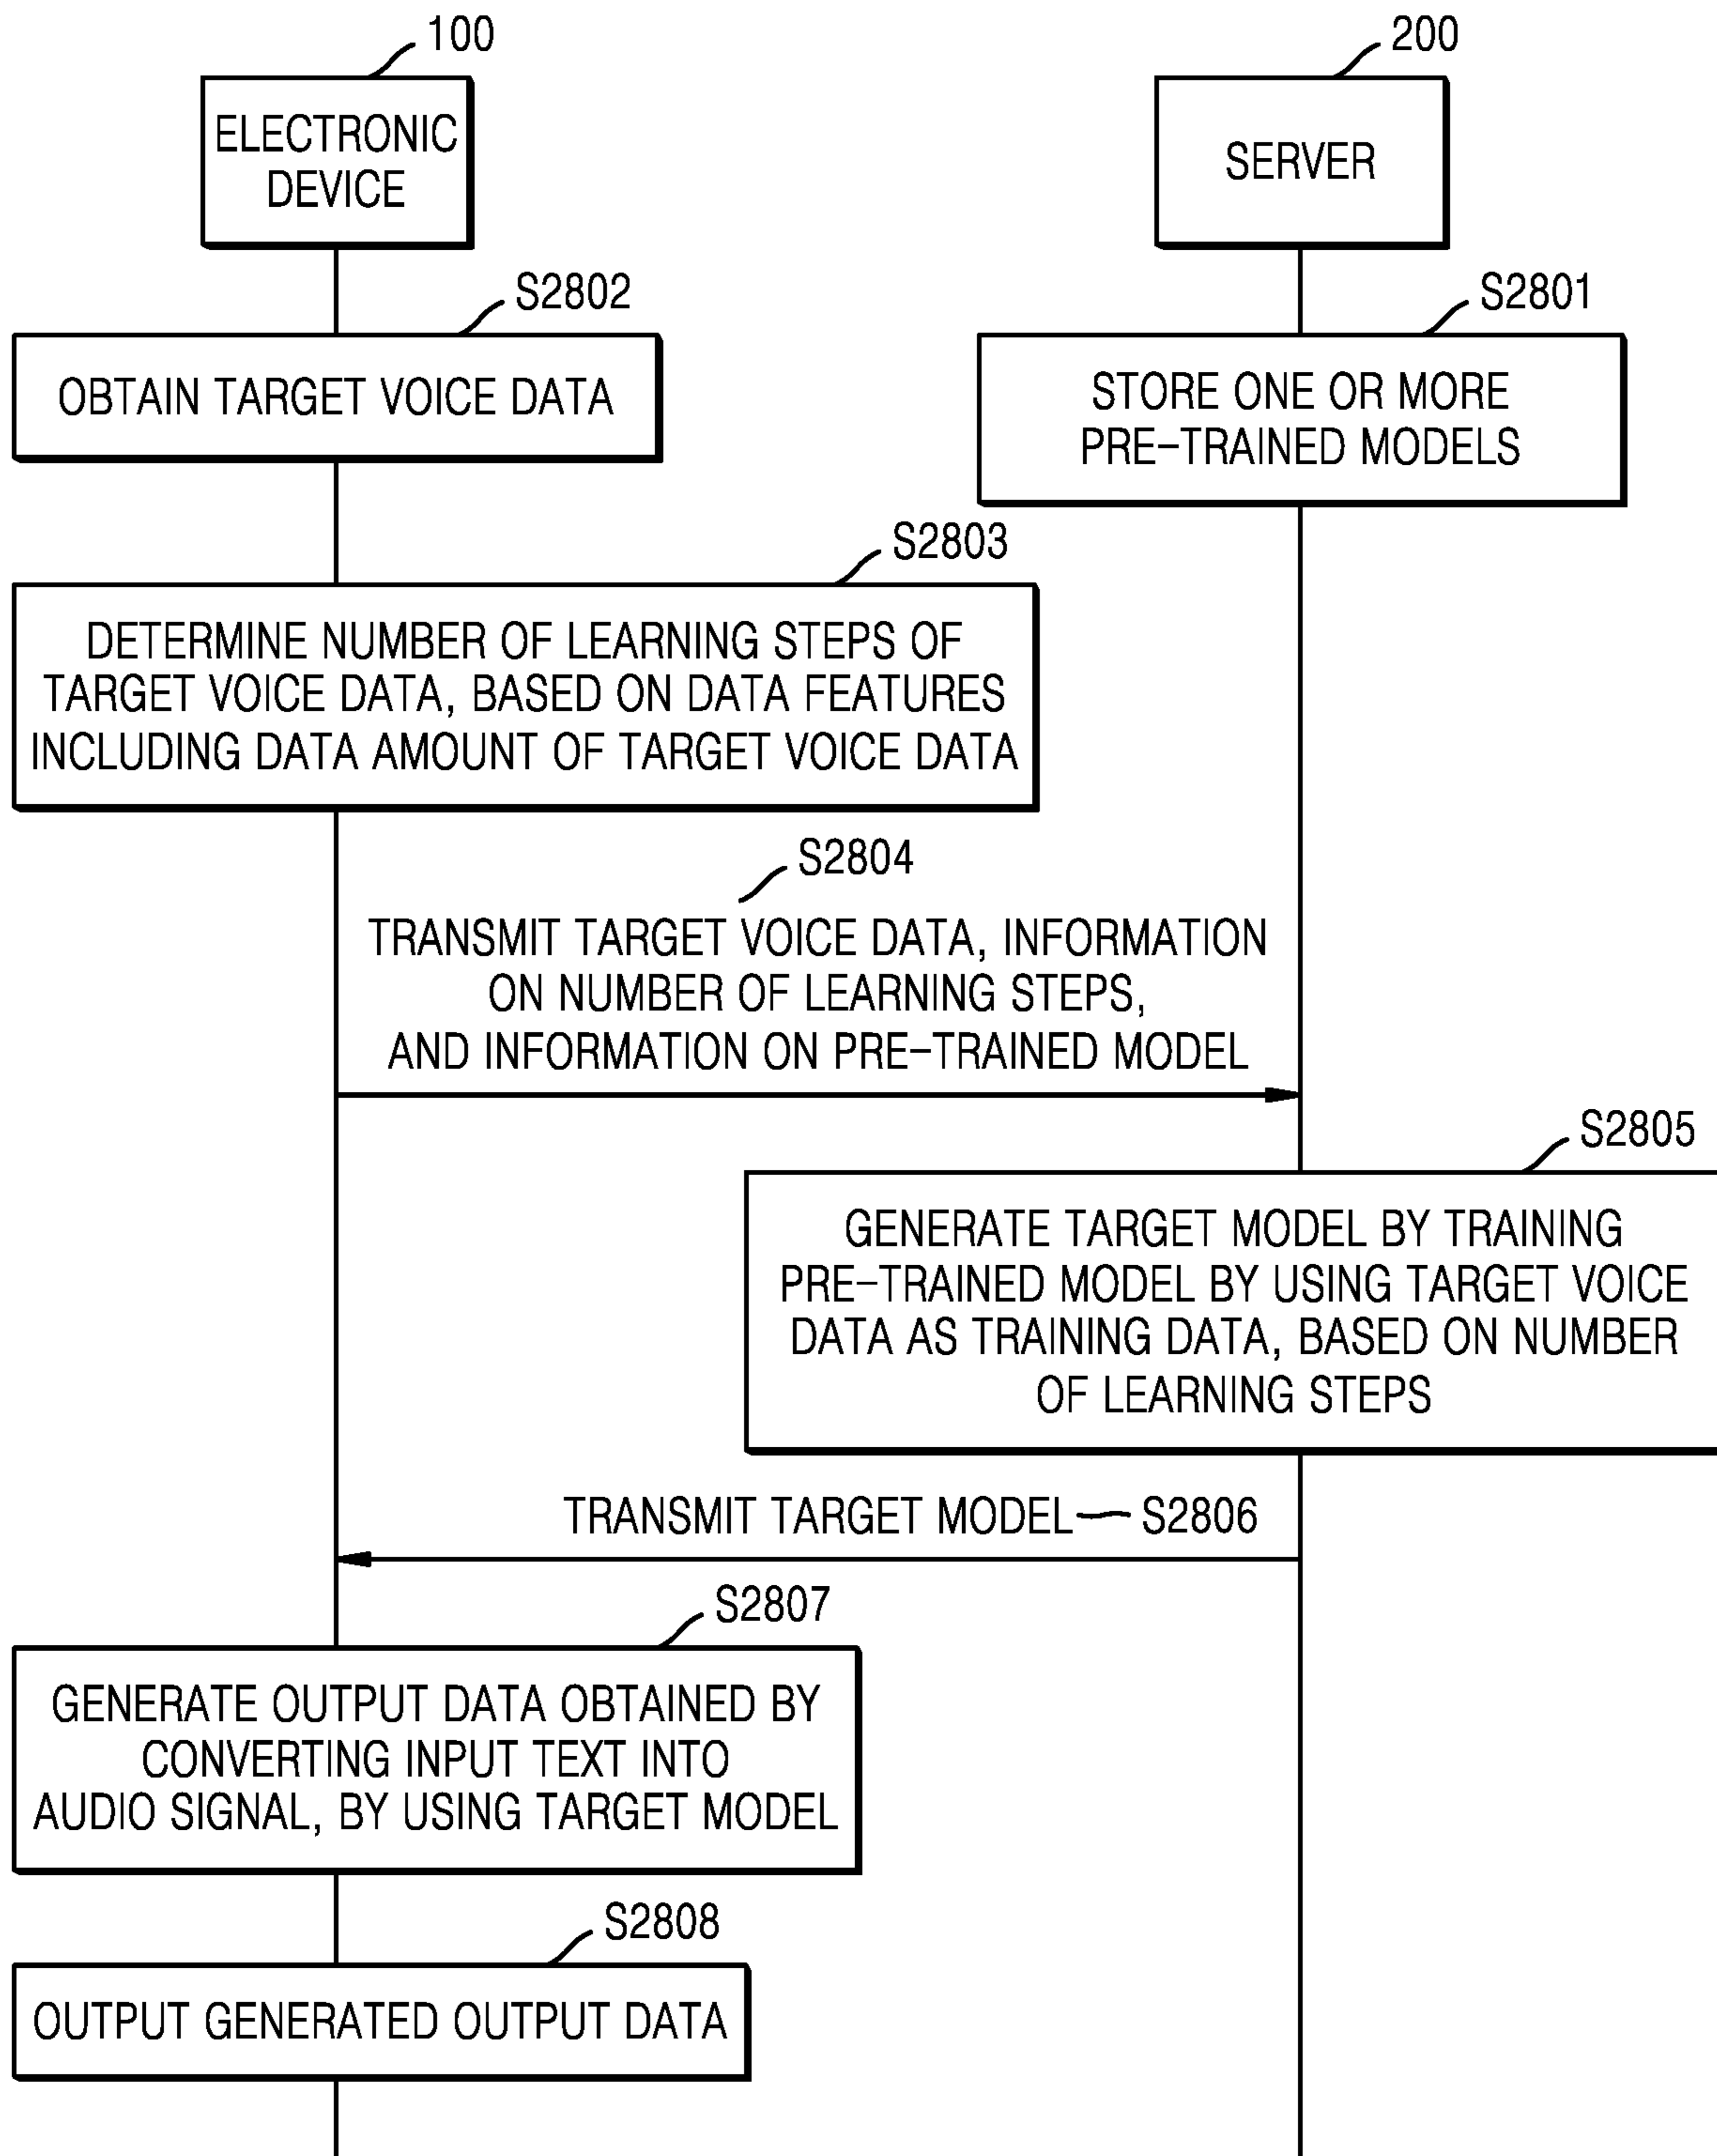 100
200
ELECTRONIC
DEVICE
SERVER
S2802
S2801
OBTAIN TARGET VOICE DATA
STORE ONE OR MORE
PRE-TRAINED MODELS
S2803
DETERMINE NUMBER OF LEARNING STEPS OF
TARGET VOICE DATA, BASED ON DATA FEATURES
INCLUDING DATA AMOUNT OF TARGET VOICE DATA
S2804
TRANSMIT TARGET VOICE DATA, INFORMATION
ON NUMBER OF LEARNING STEPS,
AND INFORMATION ON PRE-TRAINED MODEL
S2805
GENERATE TARGET MODEL BY TRAINING
PRE-TRAINED MODEL BY USING TARGET VOICE
DATA AS TRAINING DATA, BASED ON NUMBER
OF LEARNING STEPS
TRANSMIT TARGET MODEL S2806
S2807
GENERATE OUTPUT DATA OBTAINED BY
CONVERTING INPUT TEXT INTO
AUDIO SIGNAL, BY USING TARGET MODEL
S2808
OUTPUT GENERATED OUTPUT DATA